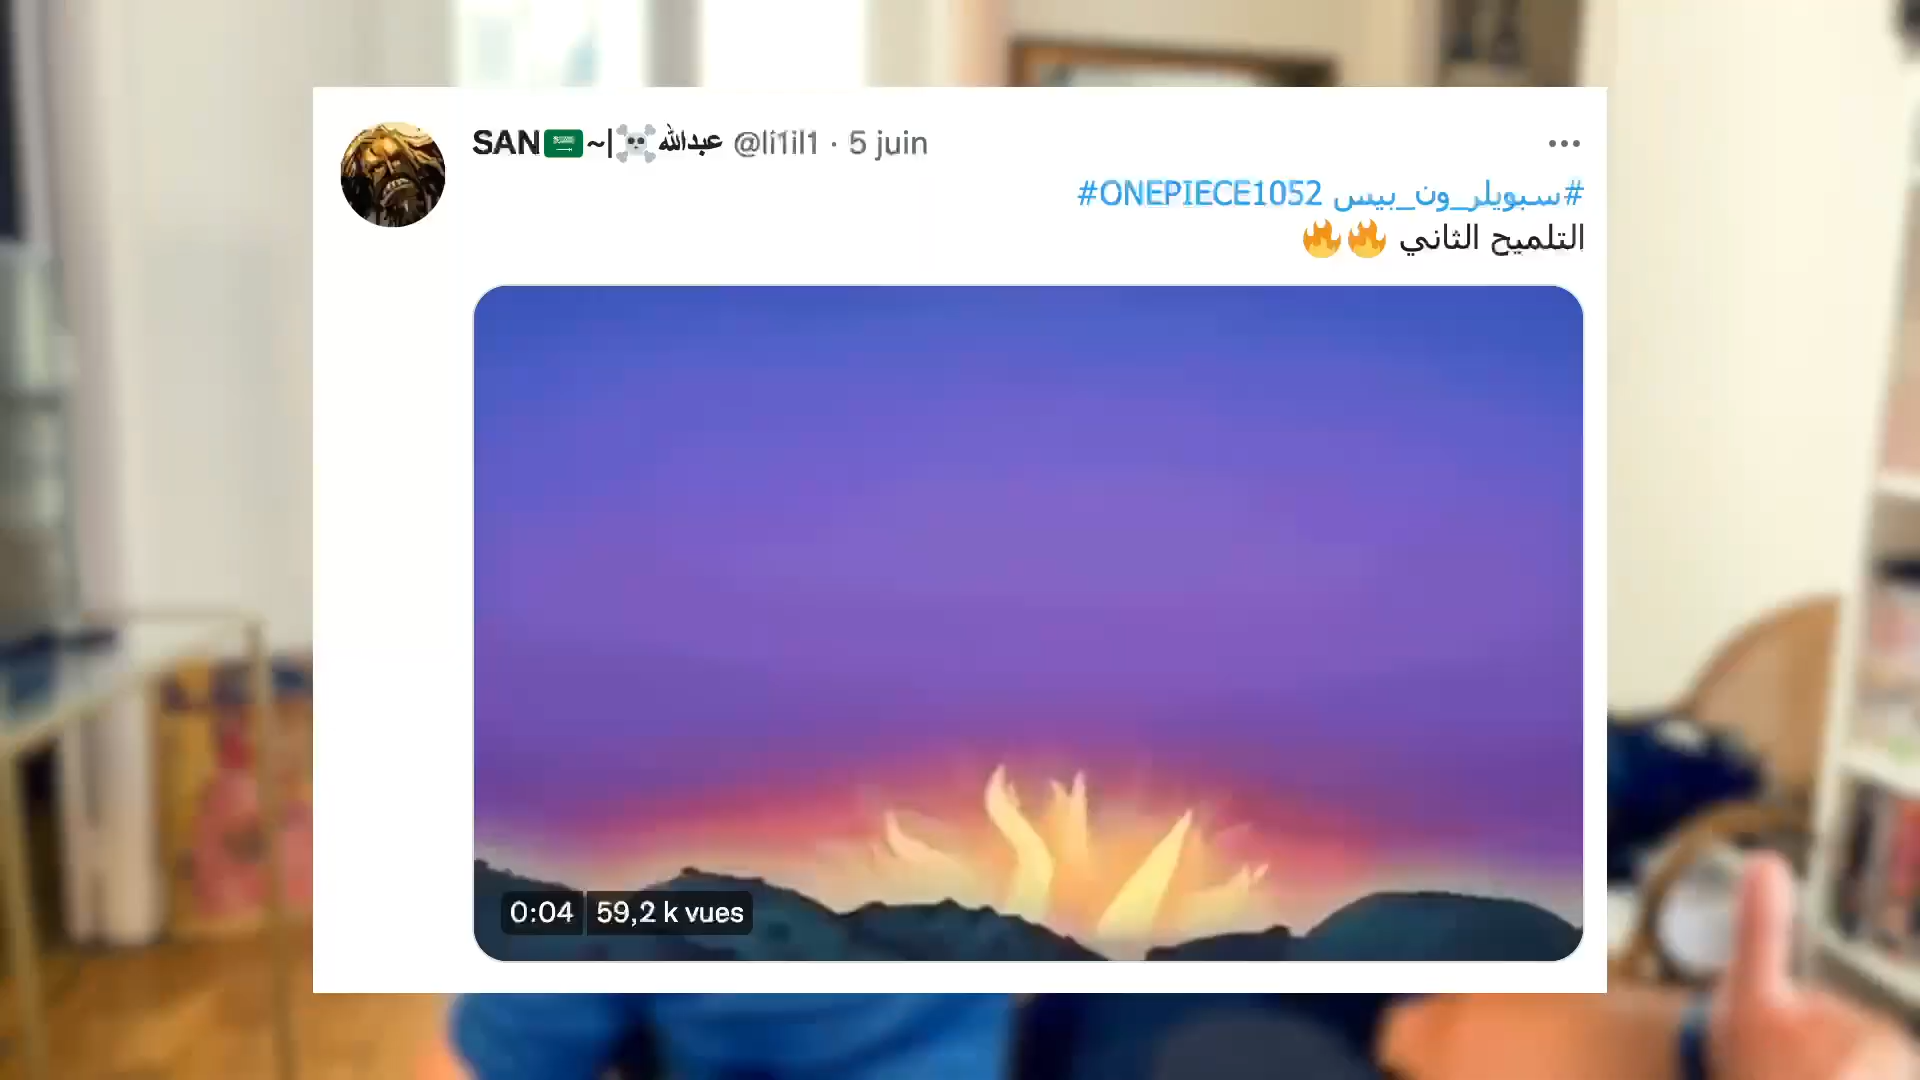 SAN🇸🇦~|☠️عبدالله @li1il1 · 5 juin
#سبويلر_ون_بيس #ONEPIECE1052
التلميح الثاني 🔥🔥
0:04 59,2 k vues